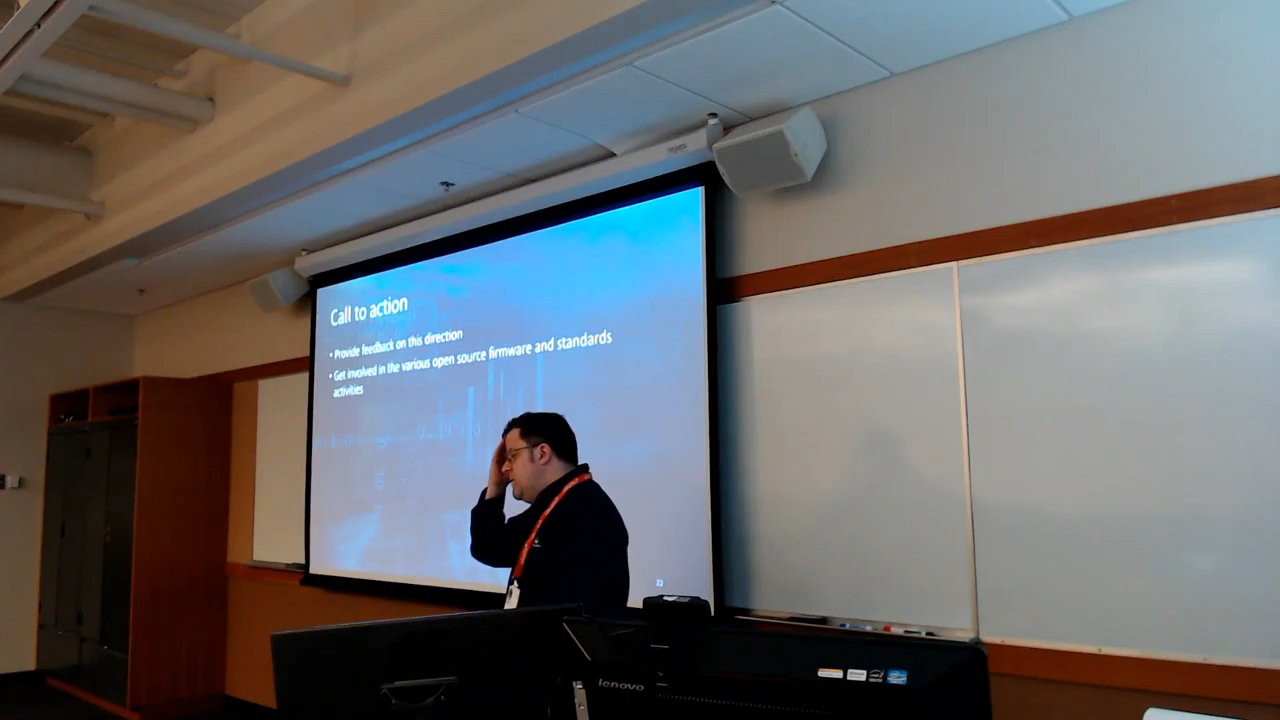 Call to action
• Provide feedback on this direction
• Get involved in the various open source firmware and standards
activities
lenovo